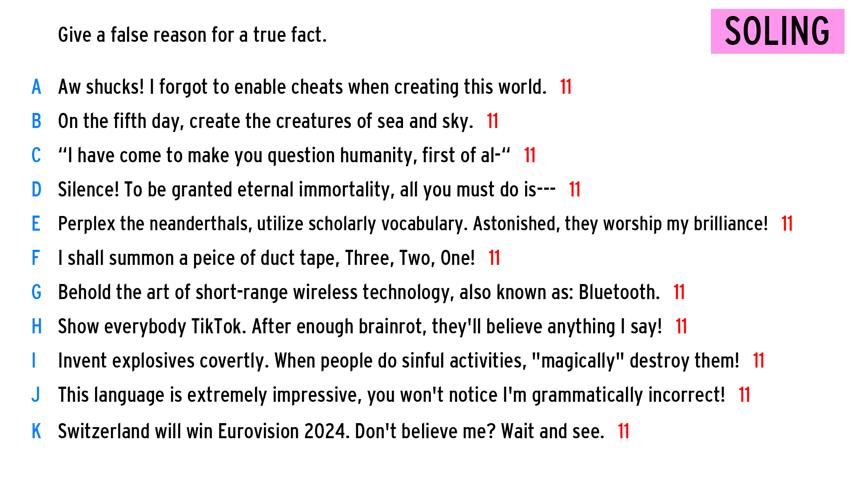 Give a false reason for a true fact.
SOLING
A Aw shucks! I forgot to enable cheats when creating this world. 11
B On the fifth day, create the creatures of sea and sky. 11
C “I have come to make you question humanity, first of al-“ 11
D Silence! To be granted eternal immortality, all you must do is--- 11
E Perplex the neanderthals, utilize scholarly vocabulary. Astonished, they worship my brilliance! 11
F I shall summon a peice of duct tape, Three, Two, One! 11
G Behold the art of short-range wireless technology, also known as: Bluetooth. 11
H Show everybody TikTok. After enough brainrot, they'll believe anything I say! 11
I Invent explosives covertly. When people do sinful activities, "magically" destroy them! 11
J This language is extremely impressive, you won't notice I'm grammatically incorrect! 11
K Switzerland will win Eurovision 2024. Don't believe me? Wait and see. 11